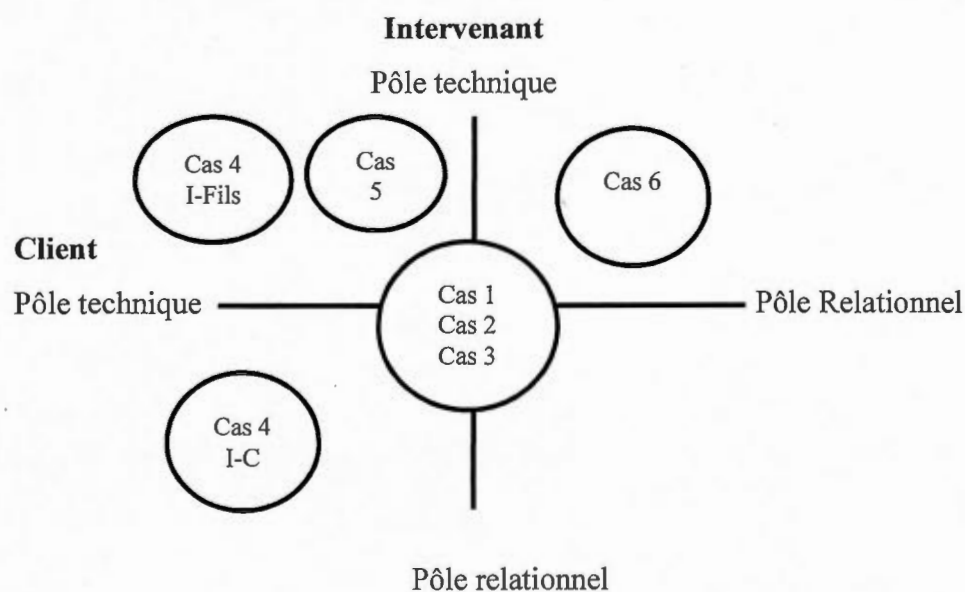 Intervenant
Pôle technique
Cas 4
I-Fils
Cas
5
Cas 6
Client
Pôle technique
Cas 1
Cas 2
Cas 3
Pôle Relationnel
Cas 4
I-C
Pôle relationnel